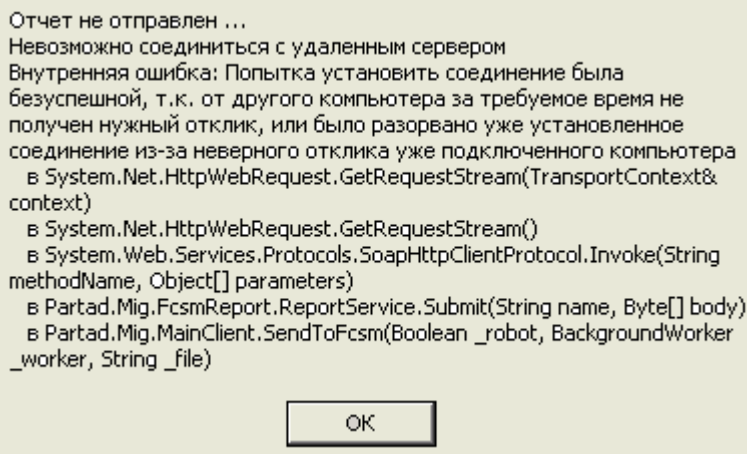 Отчет не отправлен ...
Невозможно соединиться с удаленным сервером
Внутренняя ошибка: Попытка установить соединение была
безуспешной, т.к. от другого компьютера за требуемое время не
получен нужный отклик, или было разорвано уже установленное
соединение из-за неверного отклика уже подключенного компьютера
в System.Net.HttpWebRequest.GetRequestStream(TransportContext&
context)
в System.Net.HttpWebRequest.GetRequestStream()
в System.Web.Services.Protocols.SoapHttpClientProtocol.Invoke(String
methodName, Object[] parameters)
в Partad.Mig.FcsmReport.ReportService.Submit(String name, Byte[] body)
в Partad.Mig.MainClient.SendToFcsm(Boolean _robot, BackgroundWorker
_worker, String _file)
OK